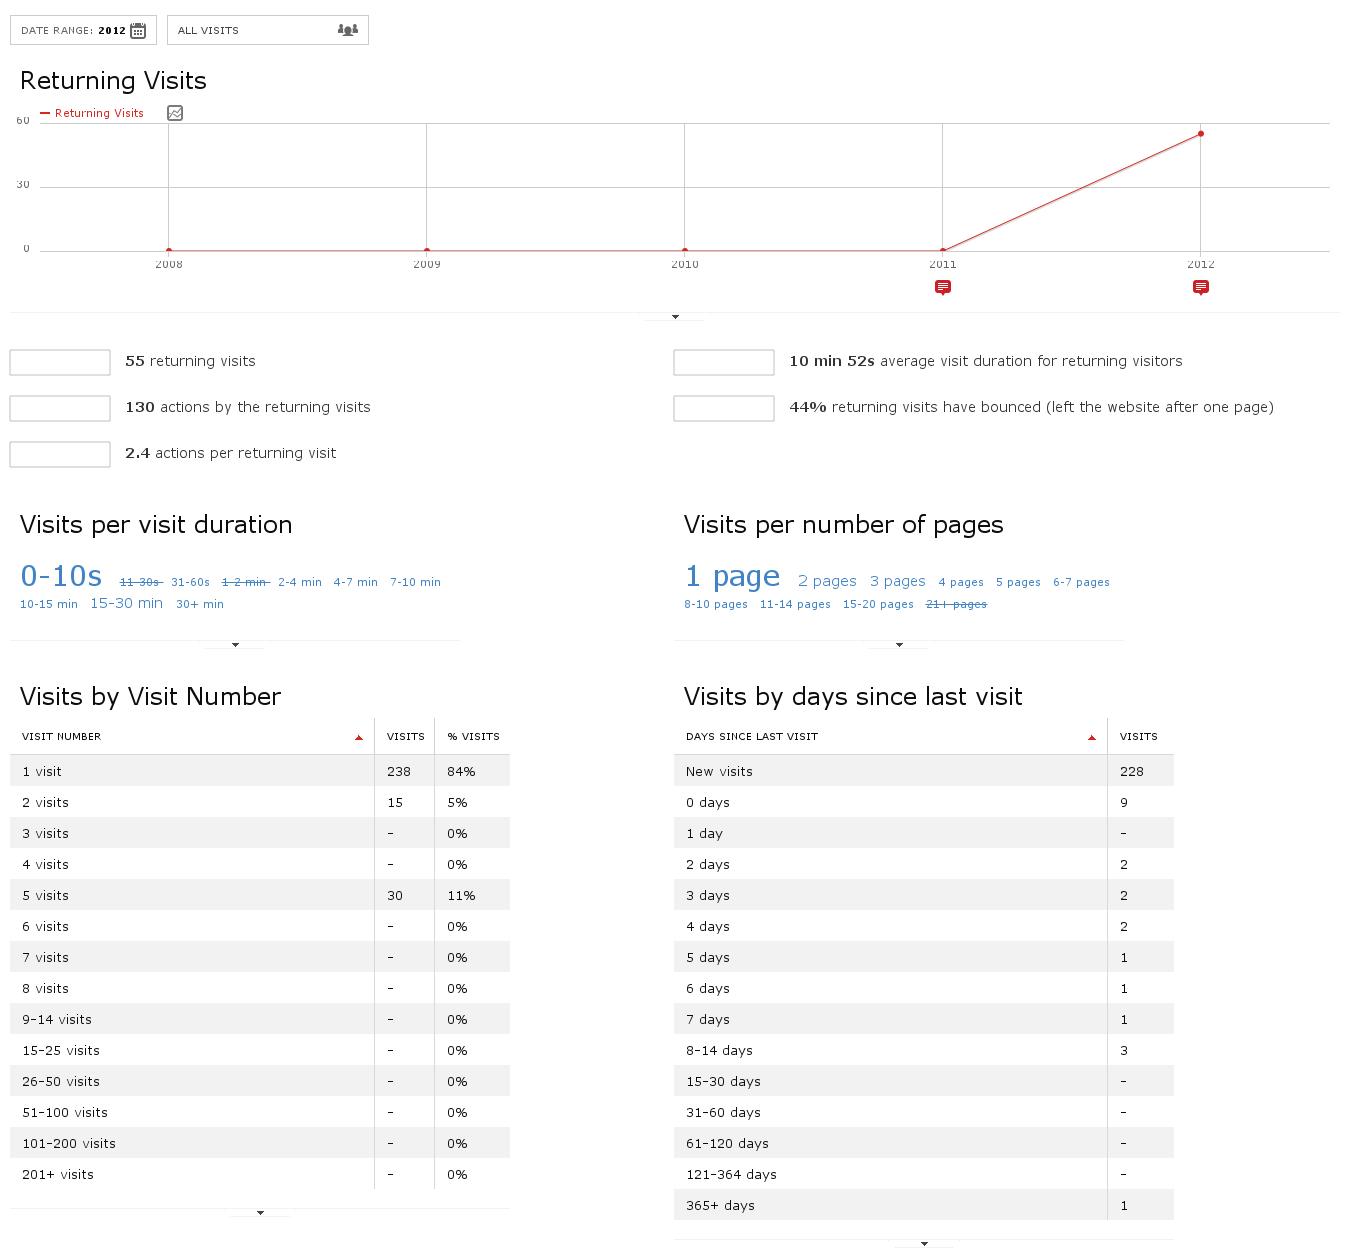 DATE RANGE: 2012 ALL VISITS
Returning Visits
Returning Visits
60
30
0
2008 2009 2010 2011 2012
55 returning visits
130 actions by the returning visits
2.4 actions per returning visit
10 min 52s average visit duration for returning visitors
44% returning visits have bounced (left the website after one page)
Visits per visit duration
0-10s 11-30s 31-60s 1-2 min 2-4 min 4-7 min 7-10 min
10-15 min 15-30 min 30+ min
Visits per number of pages
1 page 2 pages 3 pages 4 pages 5 pages 6-7 pages
8-10 pages 11-14 pages 15-20 pages 21+ pages
Visits by Visit Number
VISIT NUMBER VISITS % VISITS
1 visit 238 84%
2 visits 15 5%
3 visits - 0%
4 visits - 0%
5 visits 30 11%
6 visits - 0%
7 visits - 0%
8 visits - 0%
9-14 visits - 0%
15-25 visits - 0%
26-50 visits - 0%
51-100 visits - 0%
101-200 visits - 0%
201+ visits - 0%
Visits by days since last visit
DAYS SINCE LAST VISIT VISITS
New visits 228
0 days 9
1 day -
2 days 2
3 days 2
4 days 2
5 days 1
6 days 1
7 days 1
8-14 days 3
15-30 days -
31-60 days -
61-120 days -
121-364 days -
365+ days 1